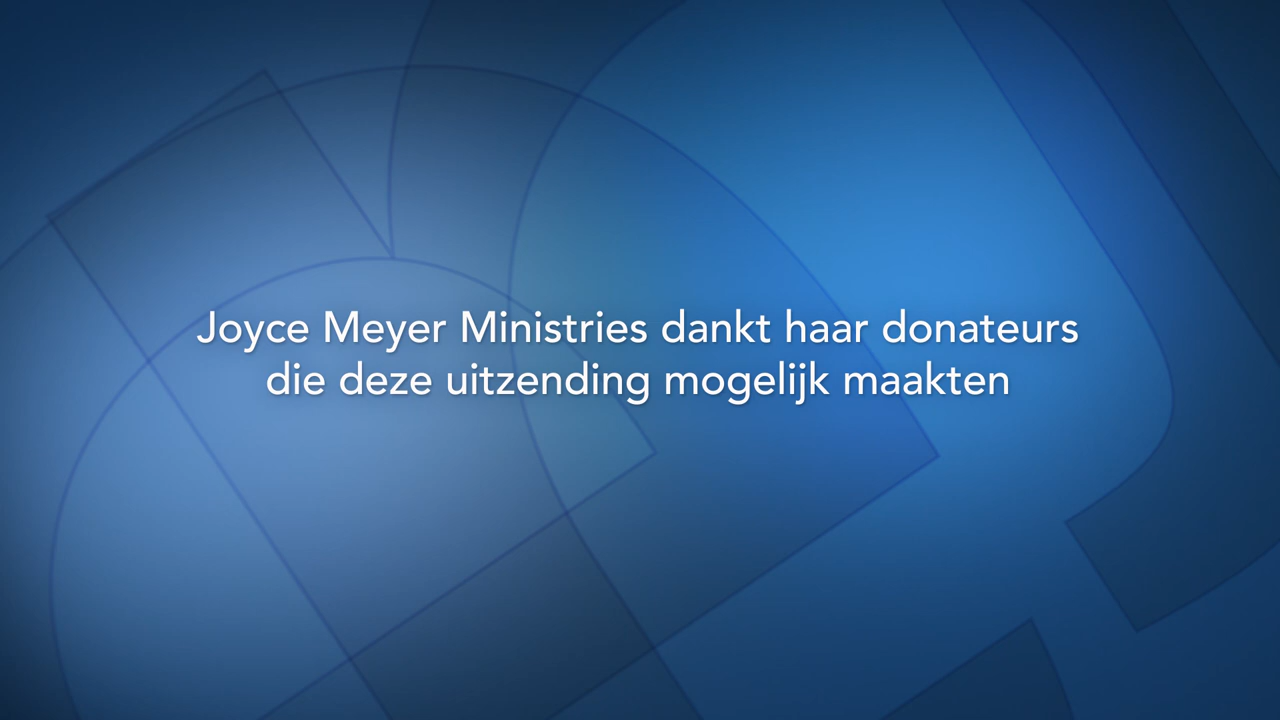 Joyce Meyer Ministries dankt haar donateurs
die deze uitzending mogelijk maakten